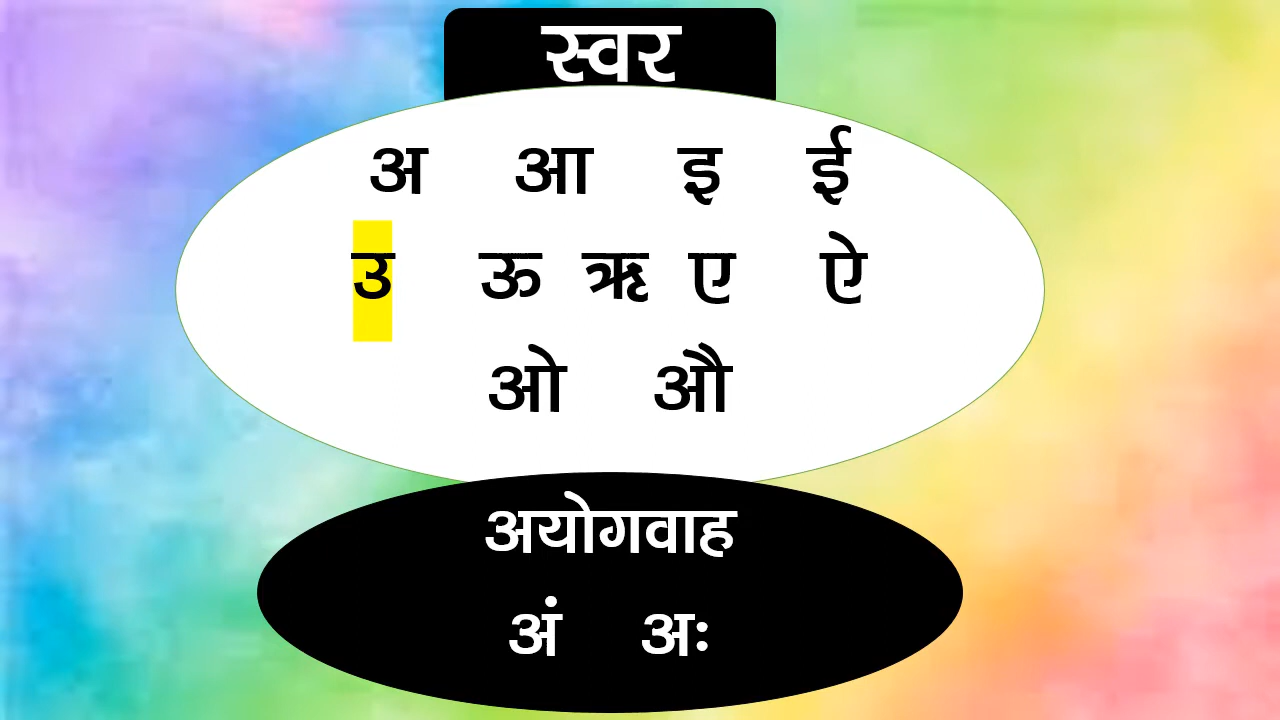 स्वर
अ आ इ ई
उ ऊ ऋ ए ऐ
ओ औ
अयोगवाह
अं अः